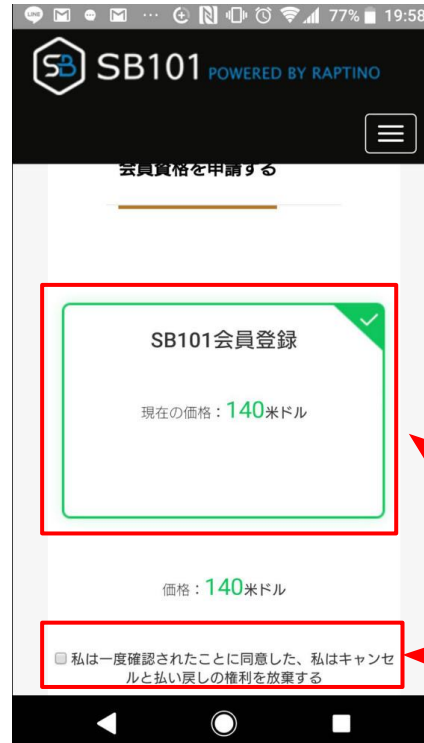 LINE
77% 19:58
SB101 POWERED BY RAPTINO
会員資格を申請する
SB101会員登録
現在の価格：140米ドル
価格：140米ドル
私は一度確認されたことに同意した、私はキャンセ
ルと払い戻しの権利を放棄する